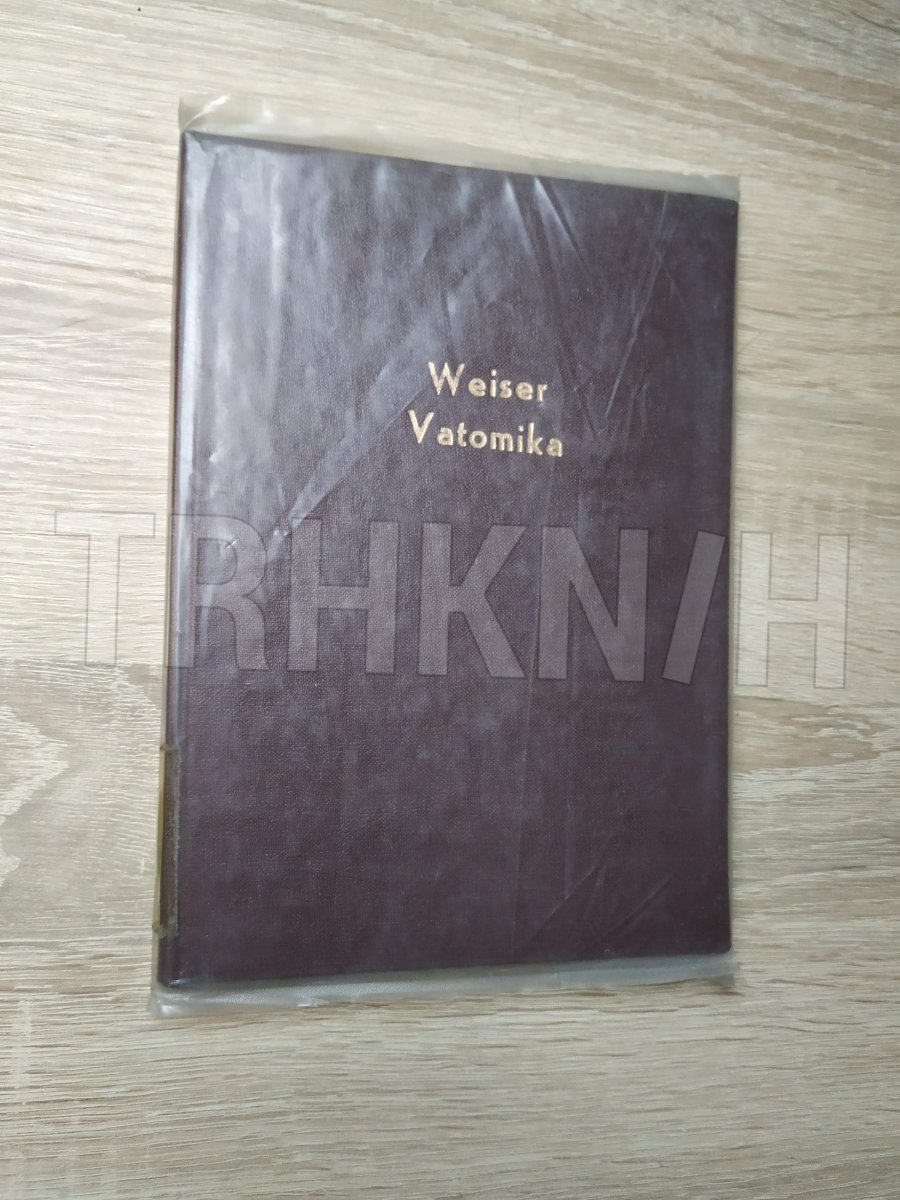 Weiser
Vatomika
TRHKNIH